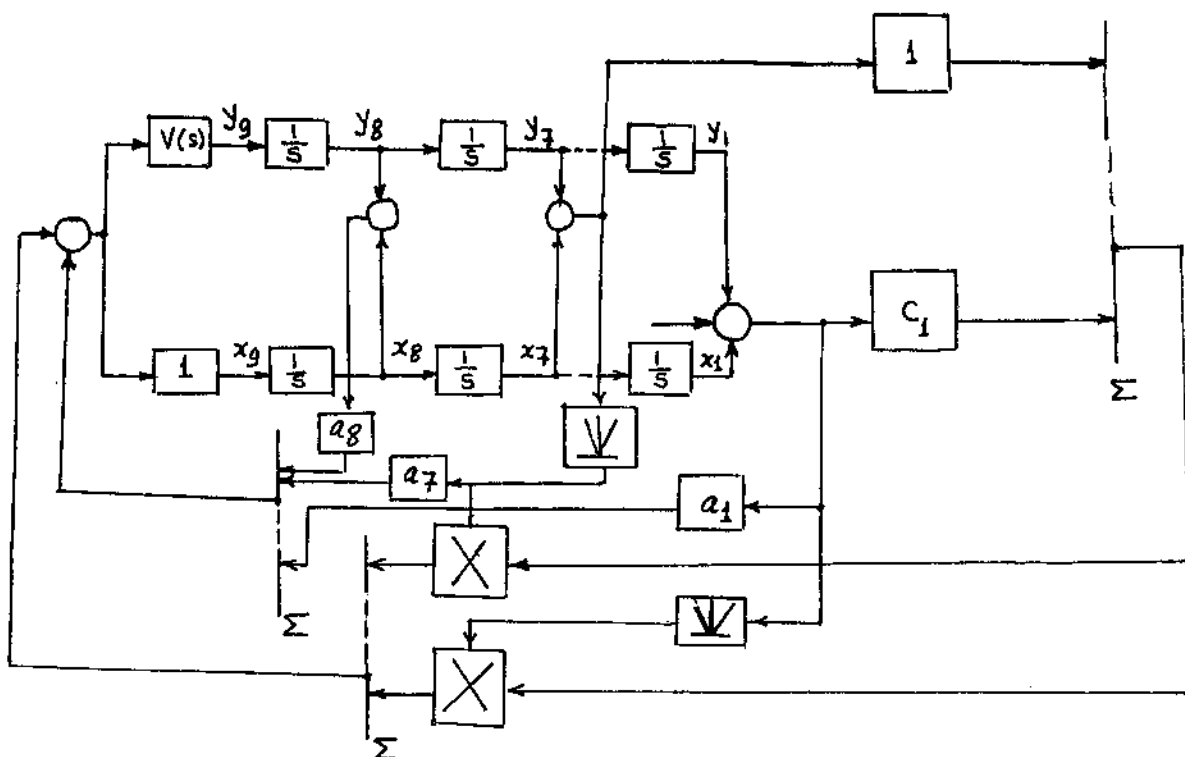 1
V(s)
y9
1/s
y8
1/s
y7
1/s
y1
C1
1
x9
1/s
x8
1/s
x7
1/s
x1
Σ
a8
a7
a1
Σ
Σ